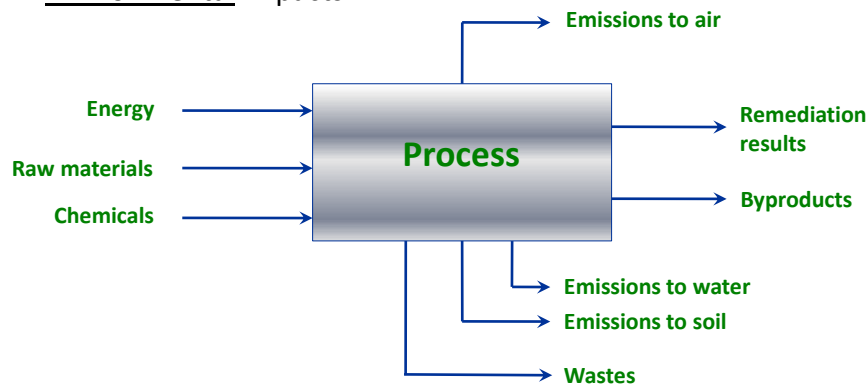 Emissions to air
Energy
Remediation
results
Process
Raw materials
Byproducts
Chemicals
Emissions to water
Emissions to soil
Wastes